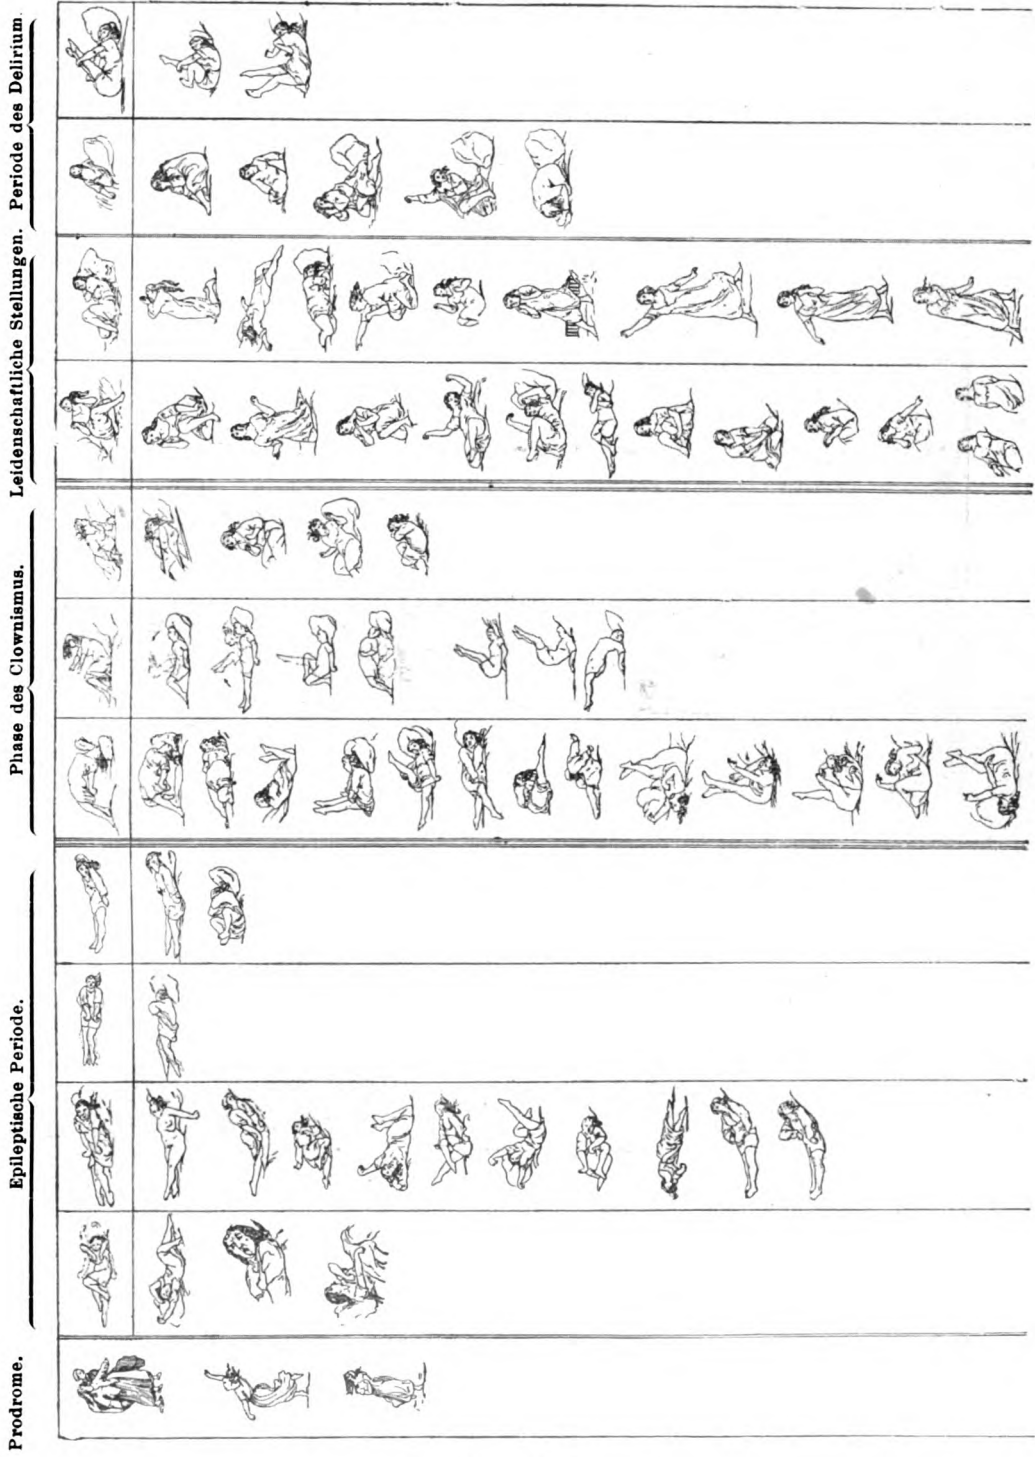 Prodrome.
Epileptische Periode.
Phase des Clownismus.
Leidenschaftliche Stellungen.
Periode des Delirium.